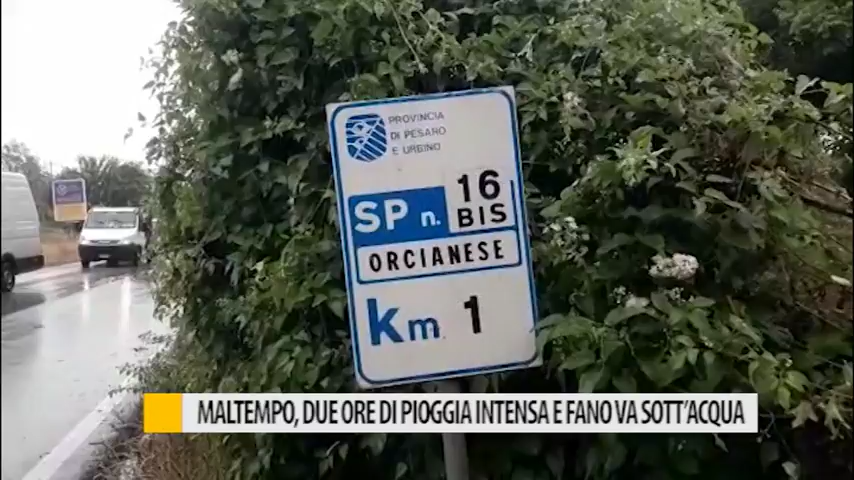 PROVINCIA
DI PESARO
E URBINO
SP n. 16 BIS
ORCIANESE
Km 1
MALTEMPO, DUE ORE DI PIOGGIA INTENSA E FANO VA SOTT'ACQUA